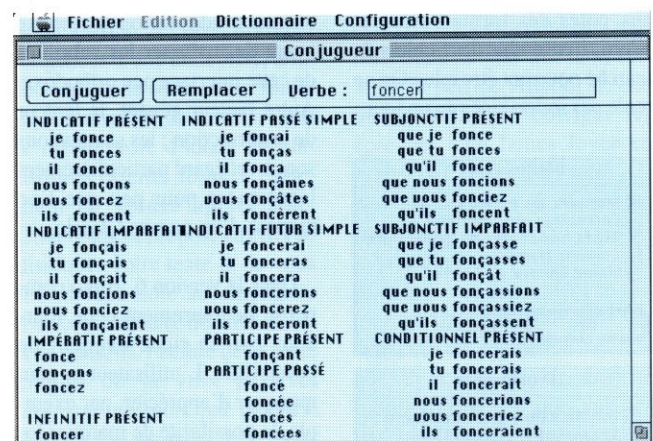 Fichier Edition Dictionnaire Configuration
Conjugueur
Conjuguer Remplacer Verbe : foncer
INDICATIF PRÉSENT INDICATIF PASSÉ SIMPLE SUBJONCTIF PRÉSENT
je fonce je fonçai que je fonce
tu fonces tu fonças que tu fonces
il fonce il fonça qu'il fonce
nous fonçons nous fonçâmes que nous foncions
vous foncez vous fonçâtes que vous fonciez
ils foncent ils foncèrent qu'ils foncent
INDICATIF IMPARFAIT INDICATIF FUTUR SIMPLE SUBJONCTIF IMPARFAIT
je fonçais je foncerai que je fonçasse
tu fonçais tu fonceras que tu fonçasses
il fonçait il foncera qu'il fonçât
nous foncions nous foncerons que nous fonçassions
vous fonciez vous foncerez que vous fonçassiez
ils fonçaient ils fonceront qu'ils fonçassent
IMPÉRATIF PRÉSENT PARTICIPE PRÉSENT CONDITIONNEL PRÉSENT
fonce fonçant je foncerais
fonçons PARTICIPE PASSÉ tu foncerais
foncez foncé il foncerait
foncée nous foncerions
INFINITIF PRÉSENT foncés vous fonceriez
foncer foncées ils fonceraient